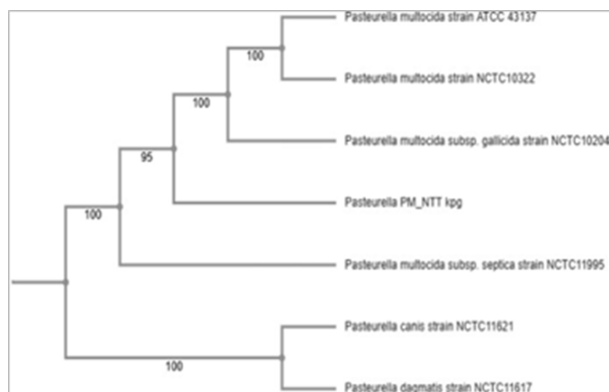 Pasteurella multocida strain ATCC 43137
100
Pasteurella multocida strain NCTC10322
100
Pasteurella multocida subsp. gallicida strain NCTC10204
95
Pasteurella PM_NTT kpg
100
Pasteurella multocida subsp. septica strain NCTC11995
Pasteurella canis strain NCTC11621
100
Pasteurella dagmatis strain NCTC11617